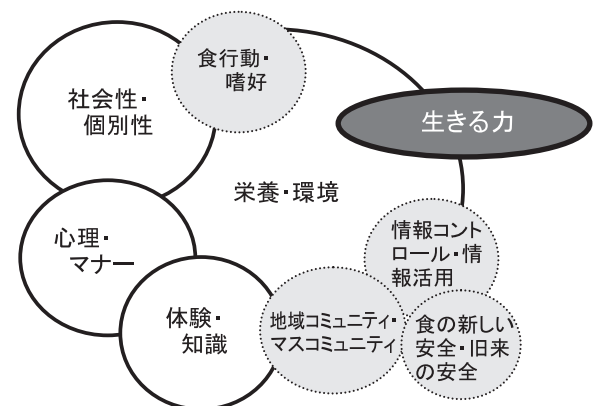 食行動・
嗜好
社会性・
個別性
生きる力
栄養・環境
心理・
マナー
情報コント
ロール・情
報活用
体験・
知識
地域コミュニティ・
マスコミュニティ
食の新しい
安全・旧来
の安全